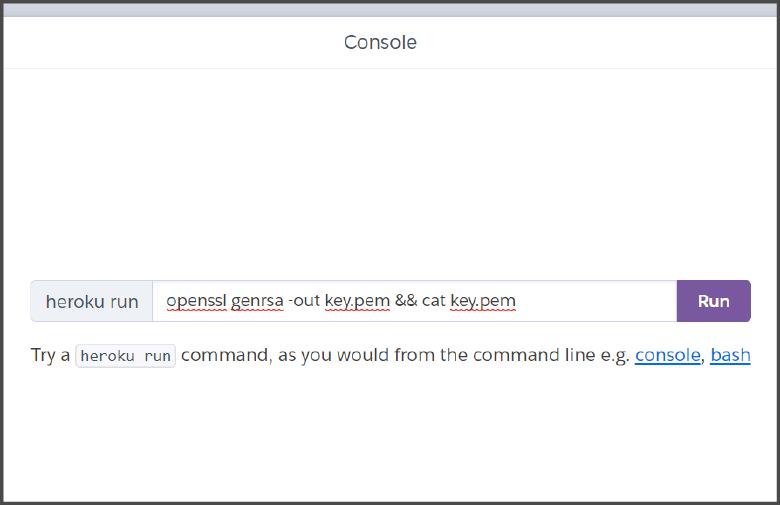 Console
heroku run openssl genrsa -out key.pem && cat key.pem Run
Try a heroku run command, as you would from the command line e.g. console, bash